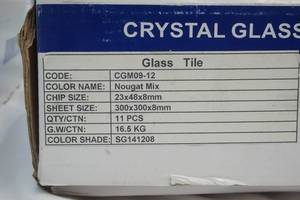 CRYSTAL GLASS
Glass Tile
CODE: CGM09-12
COLOR NAME: Nougat Mix
CHIP SIZE: 23x48x8mm
SHEET SIZE: 300x300x8mm
QTY/CTN: 11 PCS
G.W/CTN: 16.5 KG
COLOR SHADE: SG141208